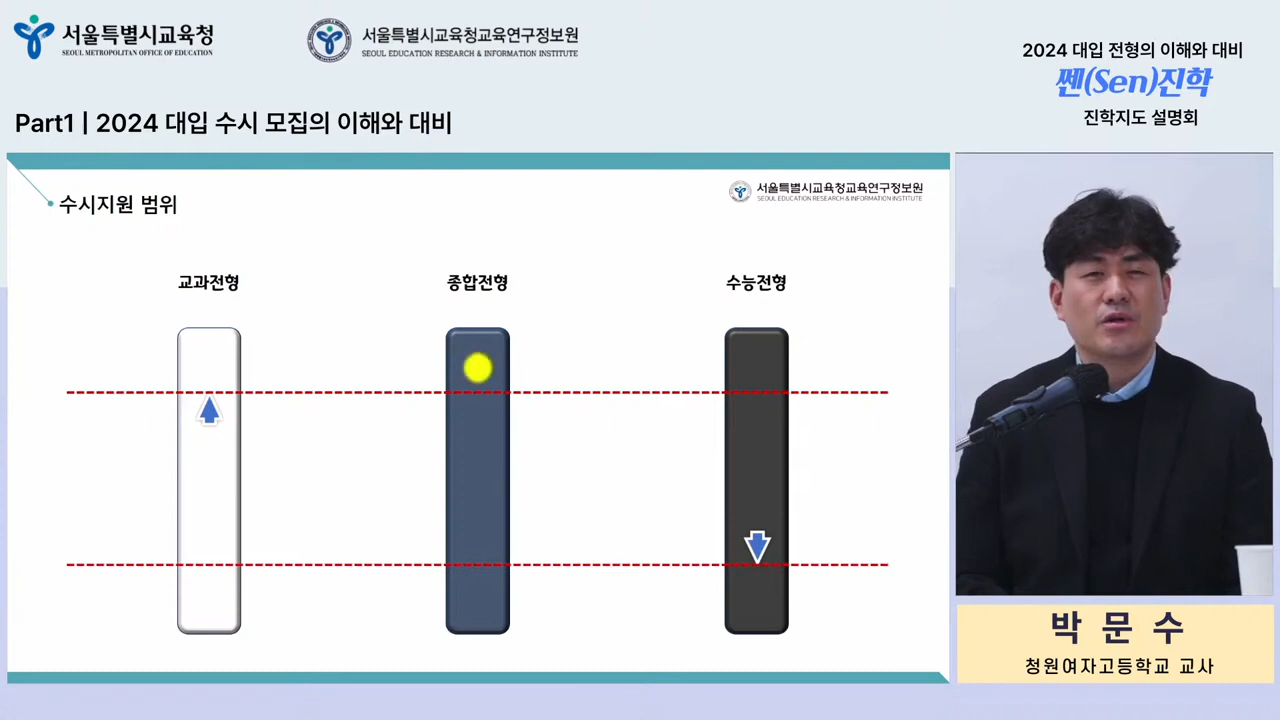 서울특별시교육청
SEOUL METROPOLITAN OFFICE OF EDUCATION
서울특별시교육청교육연구정보원
SEOUL EDUCATION RESEARCH & INFORMATION INSTITUTE
2024 대입 전형의 이해와 대비
쎈(Sen)진학
진학지도 설명회
Part1 | 2024 대입 수시 모집의 이해와 대비
수시지원 범위
서울특별시교육청교육연구정보원
SEOUL EDUCATION RESEARCH & INFORMATION INSTITUTE
교과전형
종합전형
수능전형
박 문 수
청원여자고등학교 교사